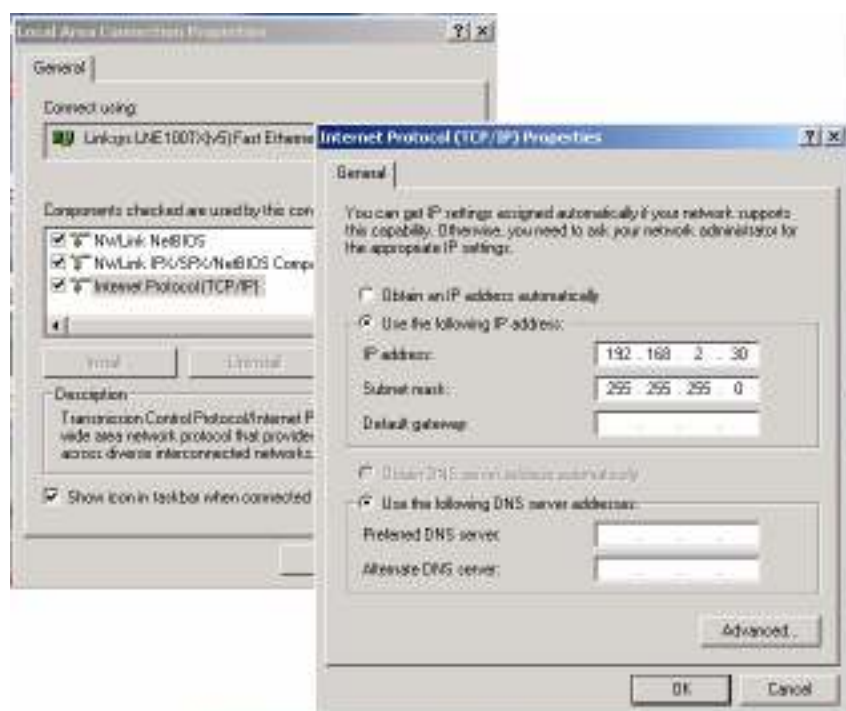 Local Area Connection Properties
General
Connect using:
Linksys LNE100TX(v5) Fast Etherne
Components checked are used by this con
NWLink NetBIOS
NWLink IPX/SPX/NetBIOS Compa
Internet Protocol (TCP/IP)
Install...
Uninstall
Description
Transmission Control Protocol/Internet P
wide area network protocol that provides
across diverse interconnected networks.
Show icon in taskbar when connected
Internet Protocol (TCP/IP) Properties
General
You can get IP settings assigned automatically if your network supports
this capability. Otherwise, you need to ask your network administrator for
the appropriate IP settings.
Obtain an IP address automatically
Use the following IP address:
IP address: 192 . 168 . 2 . 30
Subnet mask: 255 . 255 . 255 . 0
Default gateway:
Obtain DNS server address automatically
Use the following DNS server addresses:
Preferred DNS server:
Alternate DNS server:
Advanced...
OK
Cancel